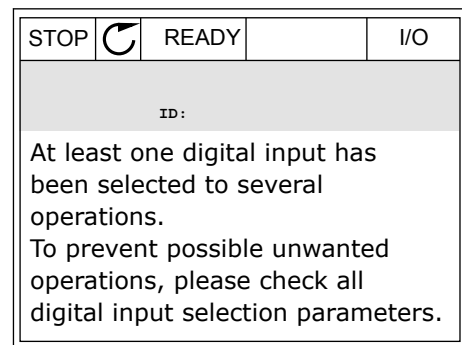 STOP READY I/O
ID:
At least one digital input has
been selected to several
operations.
To prevent possible unwanted
operations, please check all
digital input selection parameters.